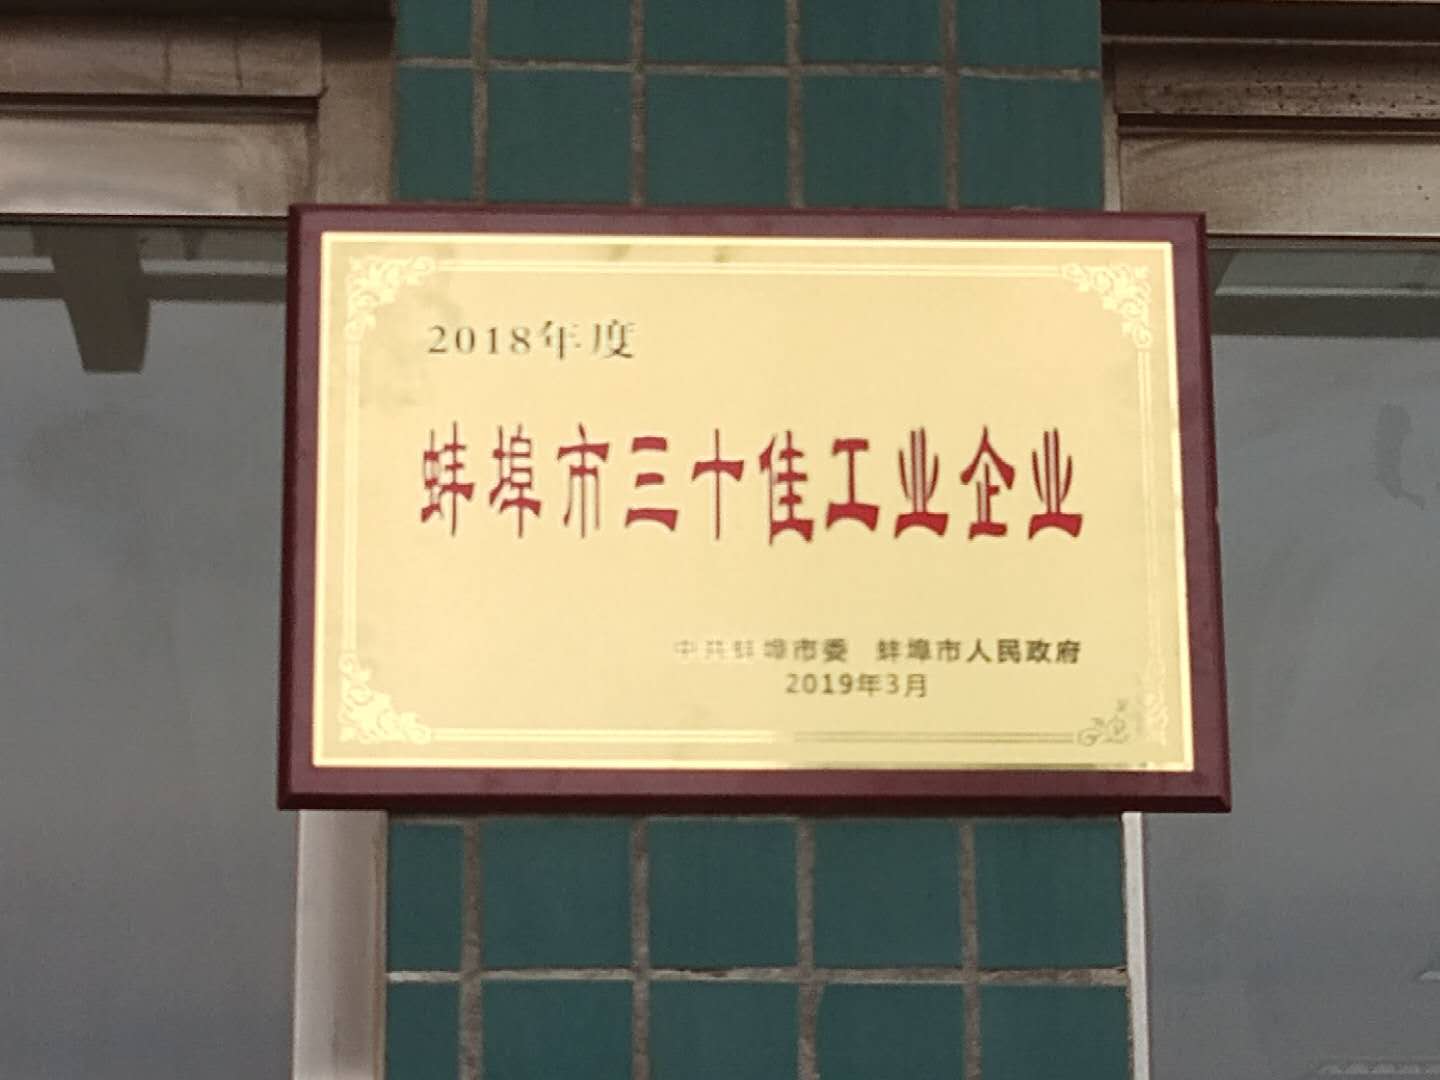 2018年度
蚌埠市三十佳工业企业
中共蚌埠市委 蚌埠市人民政府
2019年3月